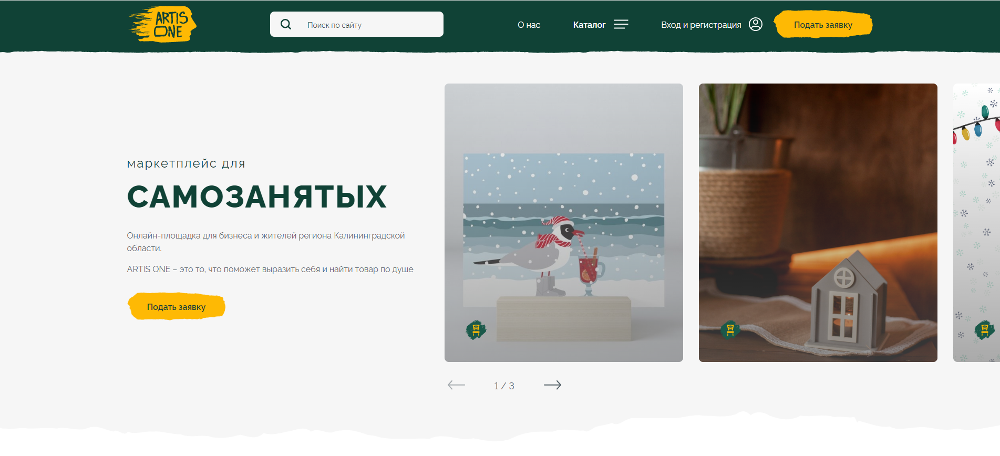 ARTIS
ONE
Поиск по сайту
О нас
Каталог
Вход и регистрация
Подать заявку
маркетплейс для
САМОЗАНЯТЫХ
Онлайн-площадка для бизнеса и жителей региона Калининградской
области.
ARTIS ONE – это то, что поможет выразить себя и найти товар по душе
Подать заявку
1 / 3